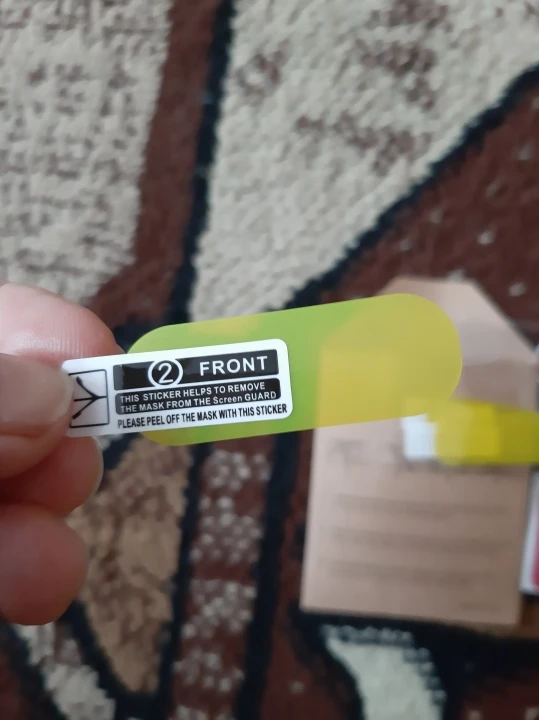 2 FRONT
THIS STICKER HELPS TO REMOVE
THE MASK FROM THE Screen GUARD
PLEASE PEEL OFF THE MASK WITH THIS STICKER